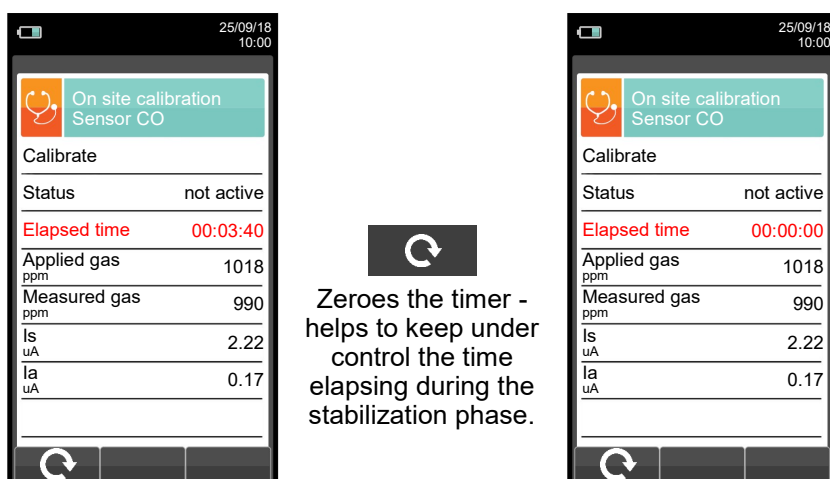 25/09/18
10:00
On site calibration
Sensor CO
Calibrate
Status not active
Elapsed time 00:03:40
Applied gas
ppm 1018
Measured gas
ppm 990
Is
uA 2.22
Ia
uA 0.17
Zeroes the timer -
helps to keep under
control the time
elapsing during the
stabilization phase.
25/09/18
10:00
On site calibration
Sensor CO
Calibrate
Status not active
Elapsed time 00:00:00
Applied gas
ppm 1018
Measured gas
ppm 990
Is
uA 2.22
Ia
uA 0.17